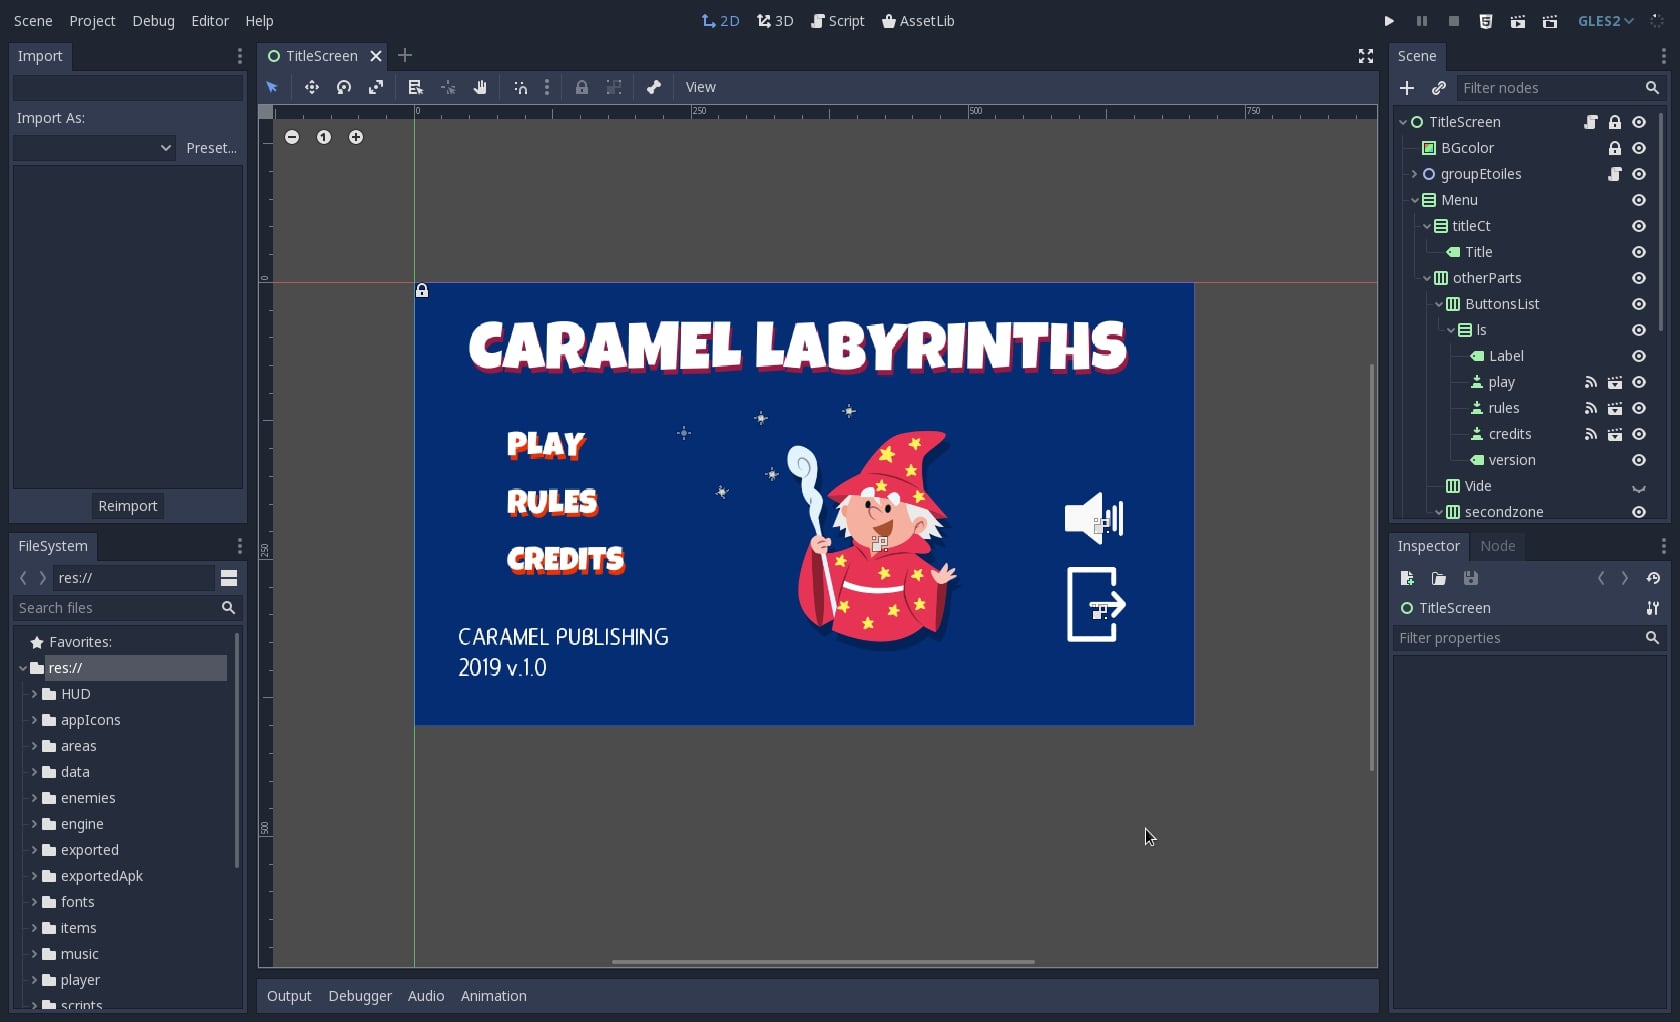 Scene Project Debug Editor Help
2D 3D Script AssetLib
GLES2
Import
Import As:
Preset...
Reimport
FileSystem
res://
Search files
Favorites:
res://
HUD
appIcons
areas
data
enemies
engine
exported
exportedApk
fonts
items
music
player
scripts
TitleScreen
View
0 250 500 750
0
250
500
1
CARAMEL LABYRINTHS
PLAY
RULES
CREDITS
CARAMEL PUBLISHING
2019 v.1.0
Output Debugger Audio Animation
Scene
Filter nodes
TitleScreen
BGcolor
groupEtoiles
Menu
titleCt
Title
otherParts
ButtonsList
ls
Label
play
rules
credits
version
Vide
secondzone
Inspector Node
TitleScreen
Filter properties